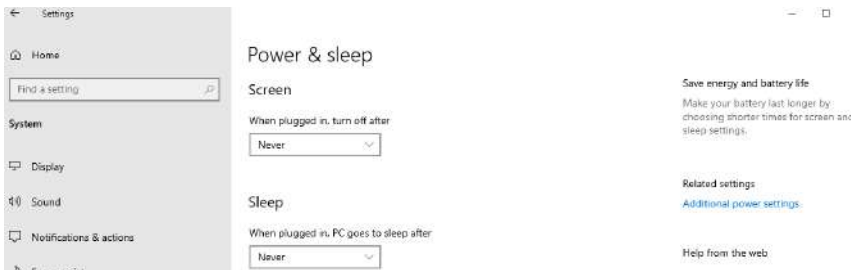 Settings
Home
Find a setting
System
Display
Sound
Notifications & actions
Power & sleep
Screen
When plugged in, turn off after
Never
Sleep
When plugged in, PC goes to sleep after
Never
Save energy and battery life
Make your battery last longer by
choosing shorter times for screen and
sleep settings.
Related settings
Additional power settings
Help from the web